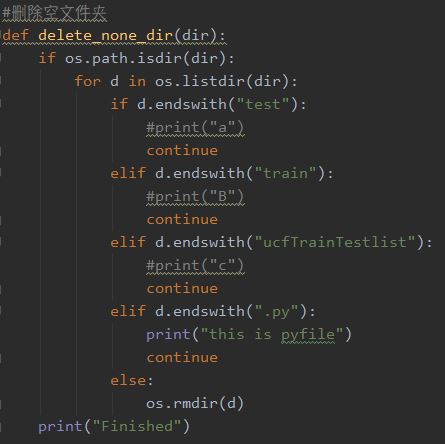 #删除空文件夹
def delete_none_dir(dir):
    if os.path.isdir(dir):
        for d in os.listdir(dir):
            if d.endswith("test"):
                #print("a")
                continue
            elif d.endswith("train"):
                #print("B")
                continue
            elif d.endswith("ucfTrainTestlist"):
                #print("c")
                continue
            elif d.endswith(".py"):
                print("this is pyfile")
                continue
            else:
                os.rmdir(d)
    print("Finished")